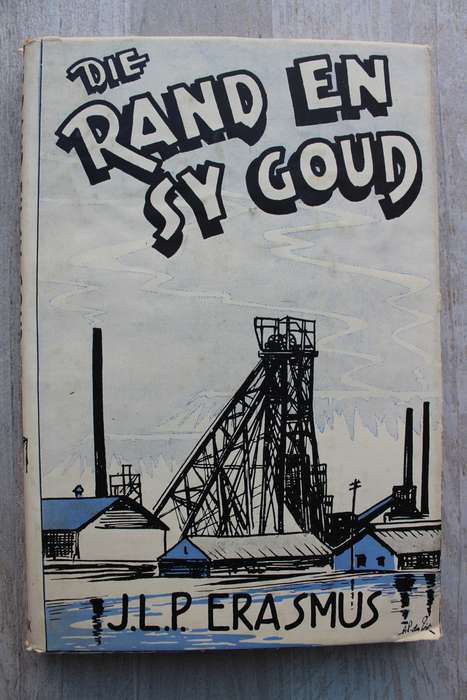 DIE
RAND EN
SY GOUD
J.L.P. ERASMUS